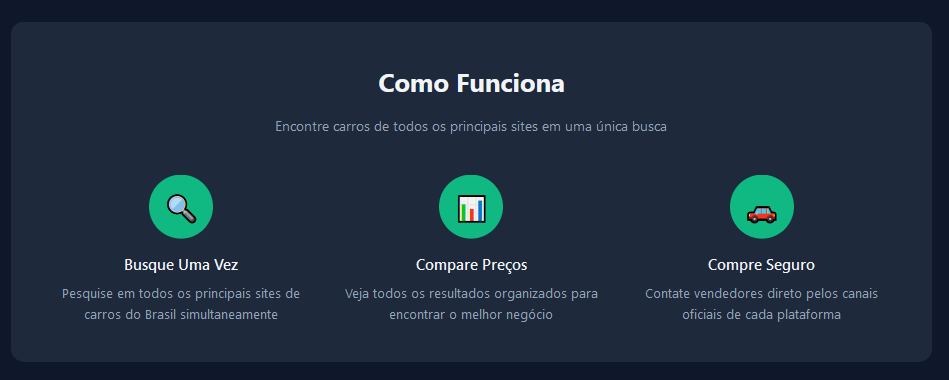 Como Funciona
Encontre carros de todos os principais sites em uma única busca
Busque Uma Vez
Pesquise em todos os principais sites de
carros do Brasil simultaneamente
Compare Preços
Veja todos os resultados organizados para
encontrar o melhor negócio
Compre Seguro
Contate vendedores direto pelos canais
oficiais de cada plataforma